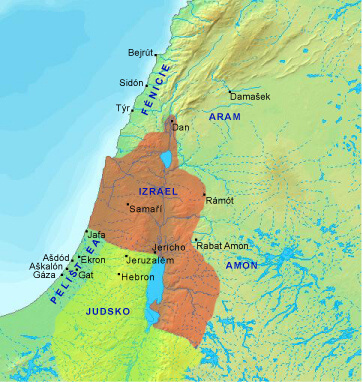 Bejrút
Sidón
FÉNICIE
Damašek
Týr
ARAM
Dan
IZRAEL
Rámót
Samaří
Jafa
Jericho
Rabat Amon
Ašdód
Ekron
Jeruzalém
AMON
Aškalón
Gáza
Gat
Hebron
PELIŠTEA
JUDSKO